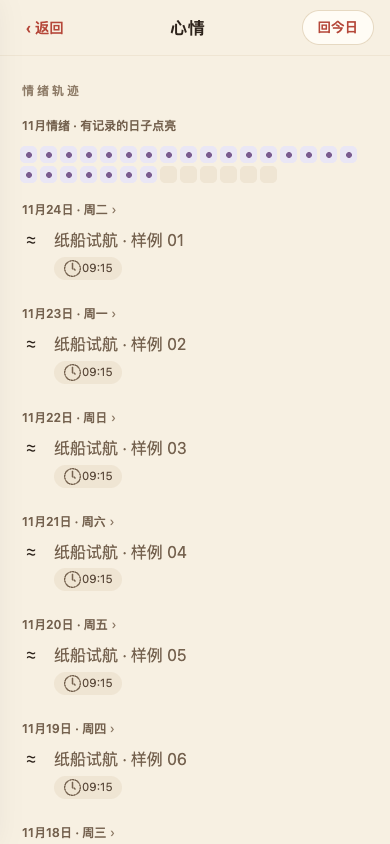 ‹ 返回
心情
回今日
情绪轨迹
11月情绪 · 有记录的日子点亮
11月24日 · 周二 ›
≈ 纸船试航 · 样例 01
09:15
11月23日 · 周一 ›
≈ 纸船试航 · 样例 02
09:15
11月22日 · 周日 ›
≈ 纸船试航 · 样例 03
09:15
11月21日 · 周六 ›
≈ 纸船试航 · 样例 04
09:15
11月20日 · 周五 ›
≈ 纸船试航 · 样例 05
09:15
11月19日 · 周四 ›
≈ 纸船试航 · 样例 06
09:15
11月18日 · 周三 ›